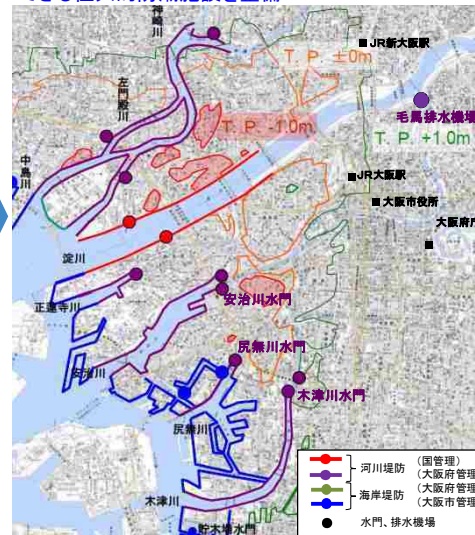 神崎川
JR新大阪駅
T. P. ±0m
左門殿川
毛馬排水機場
T. P. -1.0m
T. P. +1.0m
中島川
JR大阪駅
大阪市役所
大阪府庁
淀川
安治川水門
正蓮寺川
尻無川水門
安治川
木津川水門
尻無川
木津川
貯木場水門
河川堤防 (国管理)
(大阪府管理
海岸堤防 (大阪府管理
(大阪市管理
水門、排水機場